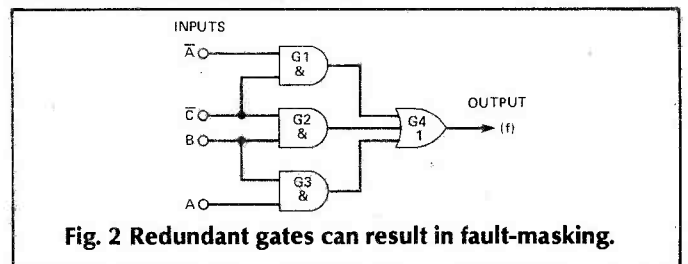 INPUTS
A̅
G1
&
C̅
G2
&
B
G3
&
A
G4
1
OUTPUT
(f)
Fig. 2 Redundant gates can result in fault-masking.